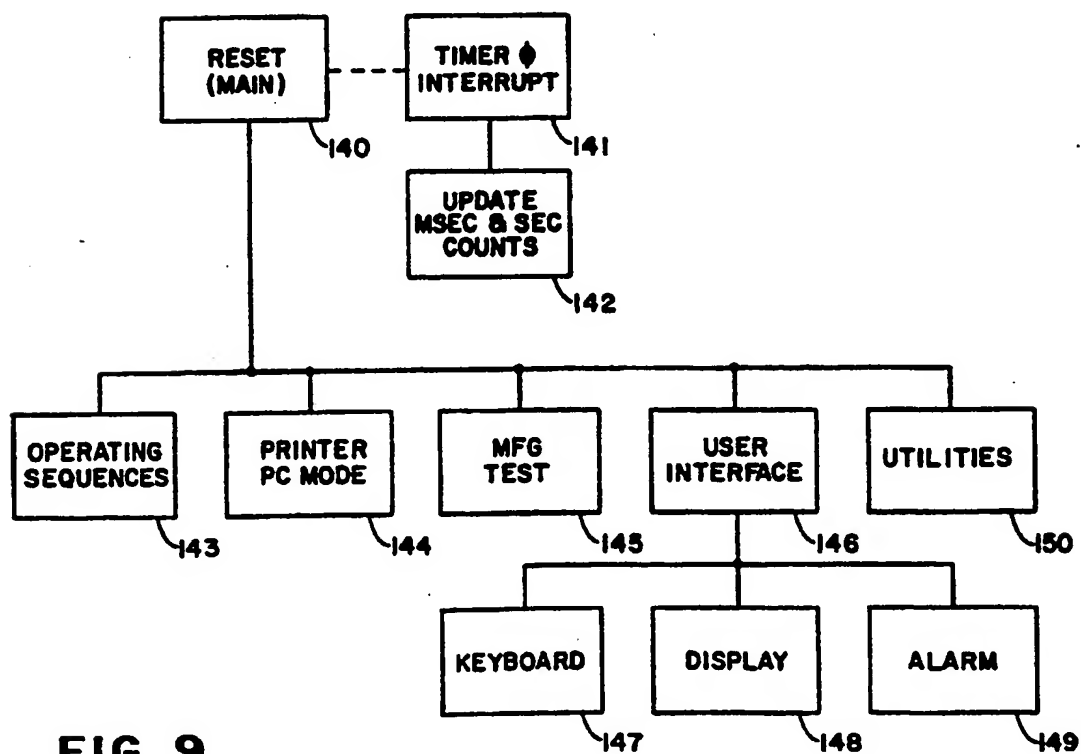 RESET
(MAIN)
140
TIMER ϕ
INTERRUPT
141
UPDATE
MSEC & SEC
COUNTS
142
OPERATING
SEQUENCES
143
PRINTER
PC MODE
144
MFG
TEST
145
USER
INTERFACE
146
UTILITIES
150
KEYBOARD
147
DISPLAY
148
ALARM
149
FIG. 9